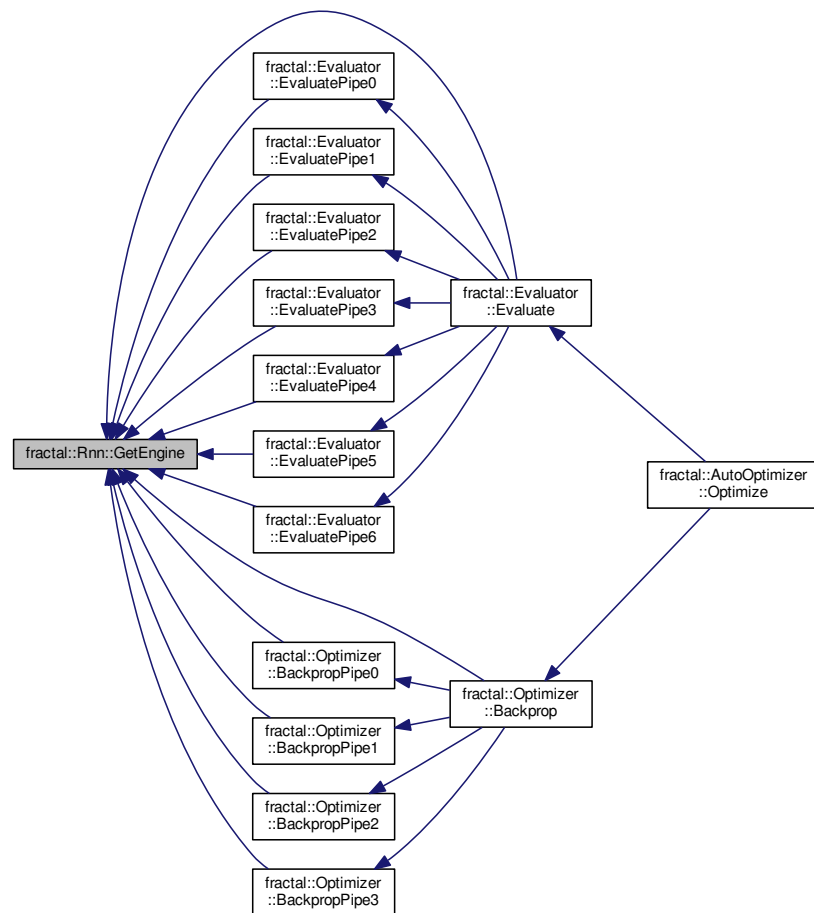 fractal::Evaluator
::EvaluatePipe0
fractal::Evaluator
::EvaluatePipe1
fractal::Evaluator
::EvaluatePipe2
fractal::Evaluator
::EvaluatePipe3
fractal::Evaluator
::Evaluate
fractal::Evaluator
::EvaluatePipe4
fractal::Rnn::GetEngine
fractal::Evaluator
::EvaluatePipe5
fractal::AutoOptimizer
::Optimize
fractal::Evaluator
::EvaluatePipe6
fractal::Optimizer
::BackpropPipe0
fractal::Optimizer
::Backprop
fractal::Optimizer
::BackpropPipe1
fractal::Optimizer
::BackpropPipe2
fractal::Optimizer
::BackpropPipe3